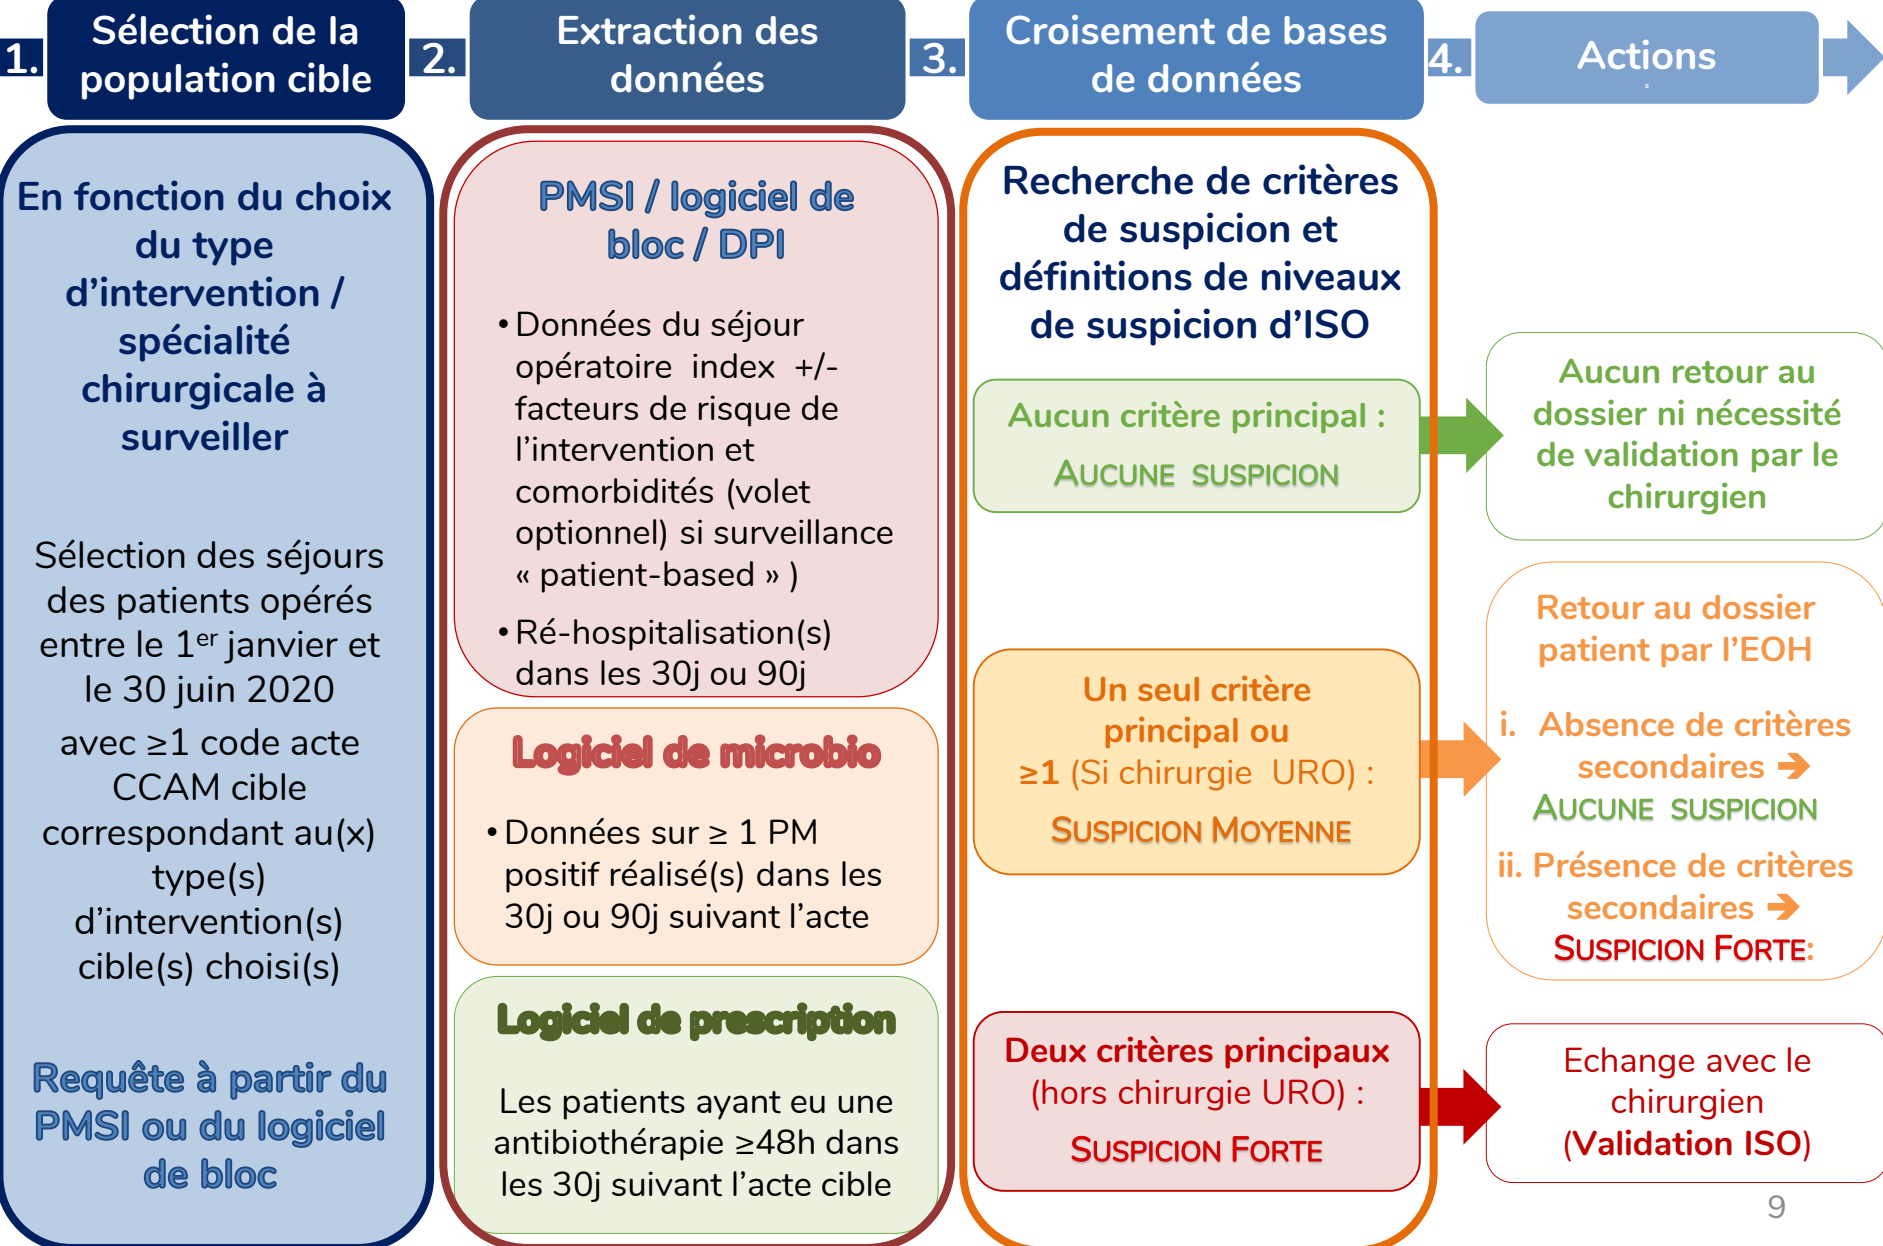 1.
Sélection de la
population cible
2.
Extraction des
données
3.
Croisement de bases
de données
4.
Actions
s
En fonction du choix
du type
d’intervention /
spécialité
chirurgicale à
surveiller
Sélection des séjours
des patients opérés
entre le 1er janvier et
le 30 juin 2020
avec ≥1 code acte
CCAM cible
correspondant au(x)
type(s)
d’intervention(s)
cible(s) choisi(s)
Requête à partir du
PMSI ou du logiciel
de bloc
PMSI / logiciel de
bloc / DPI
• Données du séjour
opératoire index +/-
facteurs de risque de
l’intervention et
comorbidités (volet
optionnel) si surveillance
« patient-based » )
• Ré-hospitalisation(s)
dans les 30j ou 90j
Logiciel de microbio
• Données sur ≥ 1 PM
positif réalisé(s) dans les
30j ou 90j suivant l’acte
Logiciel de prescription
Les patients ayant eu une
antibiothérapie ≥48h dans
les 30j suivant l’acte cible
Recherche de critères
de suspicion et
définitions de niveaux
de suspicion d’ISO
Aucun critère principal :
AUCUNE SUSPICION
Un seul critère
principal ou
≥1 (Si chirurgie URO) :
SUSPICION MOYENNE
Deux critères principaux
(hors chirurgie URO) :
SUSPICION FORTE
Aucun retour au
dossier ni nécessité
de validation par le
chirurgien
Retour au dossier
patient par l’EOH
i. Absence de critères
secondaires ➔
AUCUNE SUSPICION
ii. Présence de critères
secondaires ➔
SUSPICION FORTE:
Echange avec le
chirurgien
(Validation ISO)
9